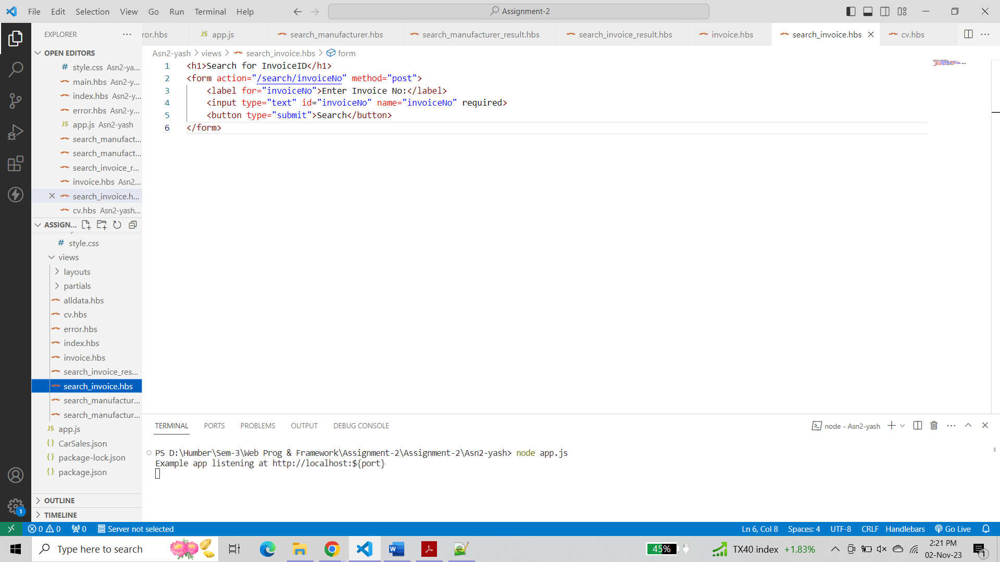 File Edit Selection View Go Run Terminal Help
Assignment-2
EXPLORER
ror.hbs
JS app.js
search_manufacturer.hbs
search_manufacturer_result.hbs
search_invoice_result.hbs
invoice.hbs
search_invoice.hbs
cv.hbs
OPEN EDITORS
# style.css Asn2-ya...
main.hbs Asn2-y...
index.hbs Asn2-y...
error.hbs Asn2-y...
JS app.js Asn2-yash
search_manufact...
search_manufact...
search_invoice_r...
invoice.hbs Asn2...
search_invoice.h...
cv.hbs Asn2-yash...
ASSIGN...
# style.css
views
layouts
partials
alldata.hbs
cv.hbs
error.hbs
index.hbs
invoice.hbs
search_invoice_res...
search_invoice.hbs
search_manufactur...
search_manufactur...
JS app.js
{} CarSales.json
{} package-lock.json
{} package.json
OUTLINE
TIMELINE
1
Asn2-yash > views > search_invoice.hbs > form
1 <h1>Search for InvoiceID</h1>
2 <form action="/search/invoiceNo" method="post">
3 <label for="invoiceNo">Enter Invoice No:</label>
4 <input type="text" id="invoiceNo" name="invoiceNo" required>
5 <button type="submit">Search</button>
6 </form>
TERMINAL PORTS PROBLEMS OUTPUT DEBUG CONSOLE
node - Asn2-yash
PS D:\Humber\Sem-3\Web Prog & Framework\Assignment-2\Assignment-2\Asn2-yash> node app.js
Example app listening at http://localhost:${port}
0 0 0 Server not selected
Ln 6, Col 8 Spaces: 4 UTF-8 CRLF Handlebars Go Live
Type here to search
45%
TX40 index +1.83%
2:21 PM
02-Nov-23
1